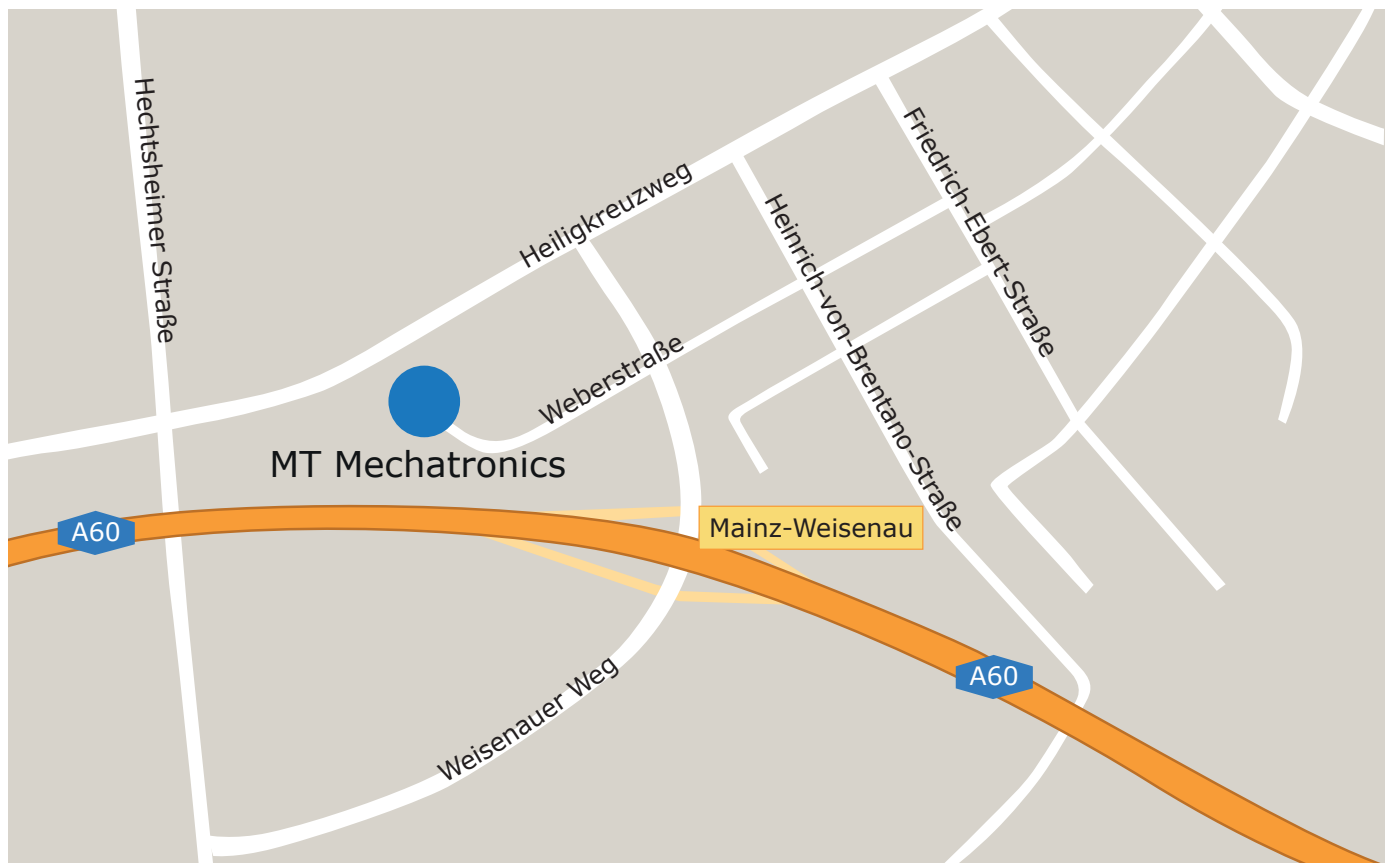 Hechtsheimer Straße
Friedrich-Ebert-Straße
Heiligkreuzweg
Heinrich-von-Brentano-Straße
Weberstraße
MT Mechatronics
A60
Mainz-Weisenau
A60
Weisenauer Weg